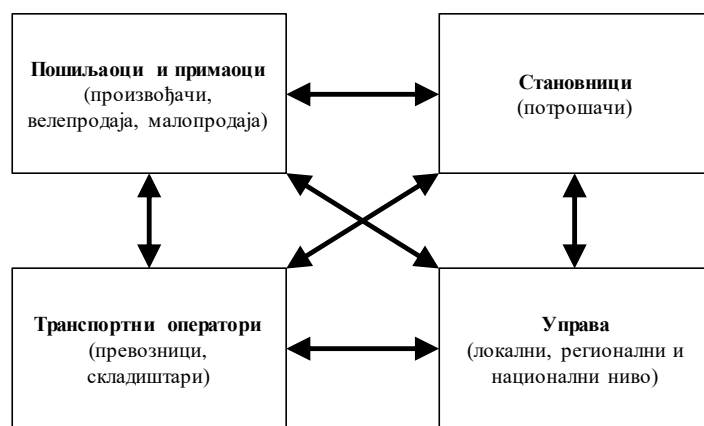 Пошиљаоци и примаоци
(произвођачи,
велепродаја, малопродаја)
Становници
(потрошачи)
Транспортни оператори
(превозници,
складиштари)
Управа
(локални, регионални и
национални ниво)